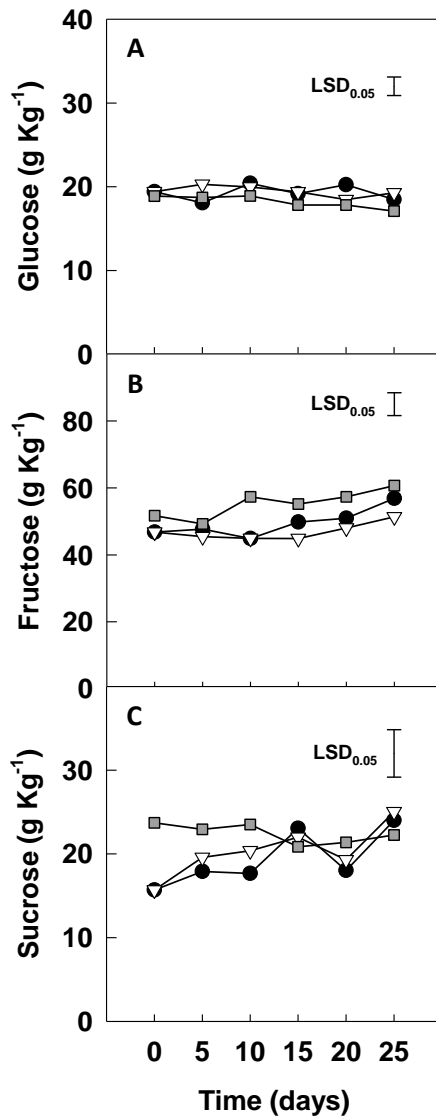 A
40
LSD0.05
30
20
10
0
Glucose (g Kg-1)
B
80
LSD0.05
60
40
20
0
Fructose (g Kg-1)
C
LSD0.05
30
20
10
0
Sucrose (g Kg-1)
0 5 10 15 20 25
Time (days)